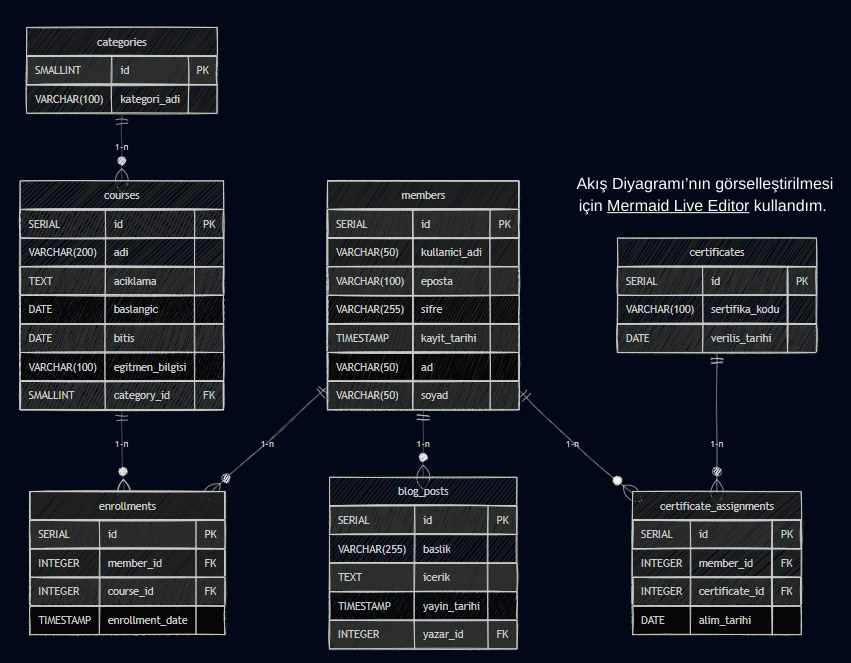 categories
SMALLINT id PK
VARCHAR(100) kategori_adi
1-n
courses
SERIAL id PK
VARCHAR(200) adi
TEXT aciklama
DATE baslangic
DATE bitis
VARCHAR(100) egitmen_bilgisi
SMALLINT category_id FK
members
SERIAL id PK
VARCHAR(50) kullanici_adi
VARCHAR(100) eposta
VARCHAR(255) sifre
TIMESTAMP kayit_tarihi
VARCHAR(50) ad
VARCHAR(50) soyad
Akış Diyagramı’nın görselleştirilmesi
için Mermaid Live Editor kullandım.
certificates
SERIAL id PK
VARCHAR(100) sertifika_kodu
DATE verilis_tarihi
1-n
1-n
1-n
1-n
1-n
enrollments
SERIAL id PK
INTEGER member_id FK
INTEGER course_id FK
TIMESTAMP enrollment_date
blog_posts
SERIAL id PK
VARCHAR(255) baslik
TEXT icerik
TIMESTAMP yayin_tarihi
INTEGER yazar_id FK
certificate_assignments
SERIAL id PK
INTEGER member_id FK
INTEGER certificate_id FK
DATE alim_tarihi